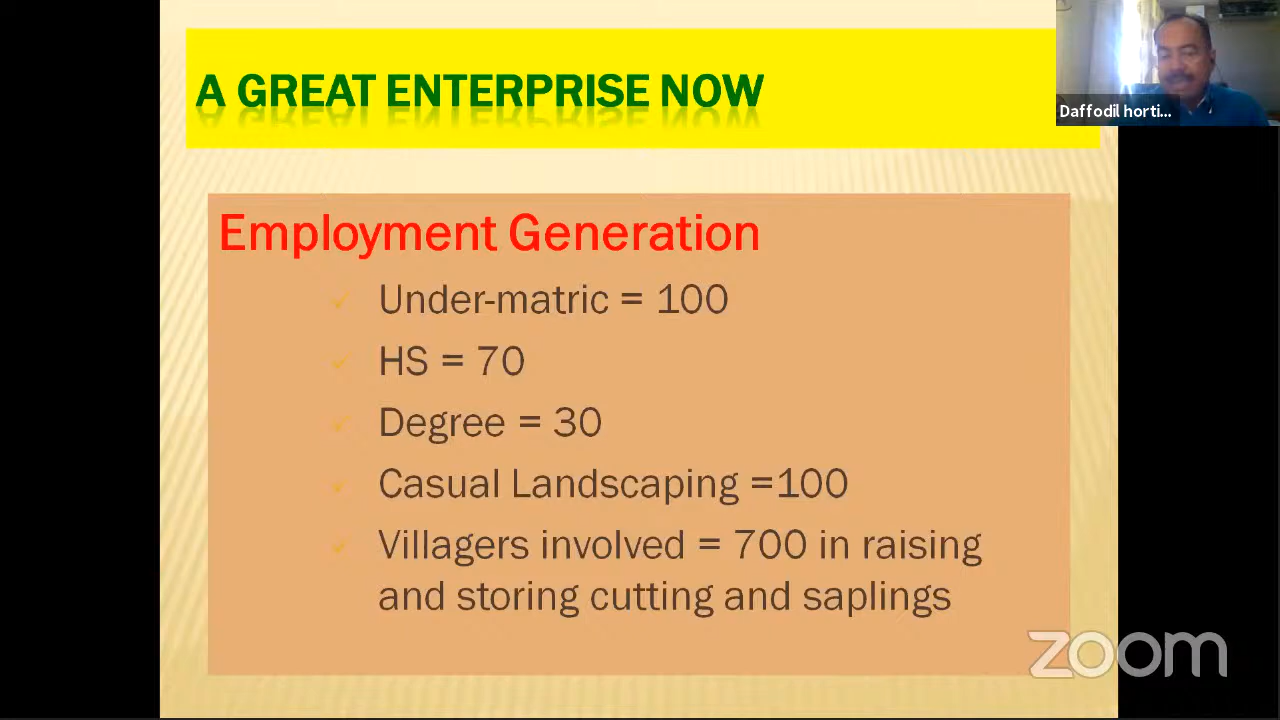 A GREAT ENTERPRISE NOW
Daffodil horti...
Employment Generation
Under-matric = 100
HS = 70
Degree = 30
Casual Landscaping =100
Villagers involved = 700 in raising
and storing cutting and saplings
zoom